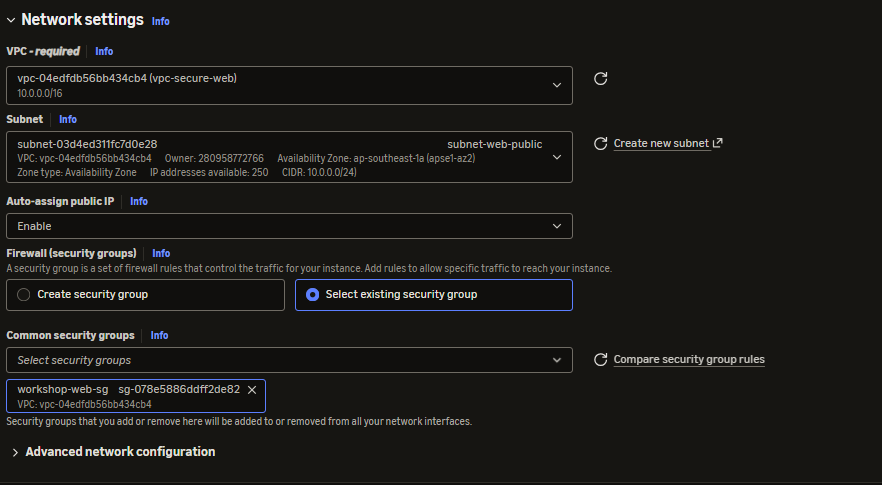 Network settings Info
VPC - required Info
vpc-04edfdb56bb434cb4 (vpc-secure-web)
10.0.0.0/16
Subnet Info
subnet-03d4ed311fc7d0e28 subnet-web-public
VPC: vpc-04edfdb56bb434cb4 Owner: 280958772766 Availability Zone: ap-southeast-1a (apse1-az2)
Zone type: Availability Zone IP addresses available: 250 CIDR: 10.0.0.0/24)
Create new subnet
Auto-assign public IP Info
Enable
Firewall (security groups) Info
A security group is a set of firewall rules that control the traffic for your instance. Add rules to allow specific traffic to reach your instance.
Create security group Select existing security group
Common security groups Info
Select security groups
Compare security group rules
workshop-web-sg sg-078e5886ddff2de82
VPC: vpc-04edfdb56bb434cb4
Security groups that you add or remove here will be added to or removed from all your network interfaces.
Advanced network configuration